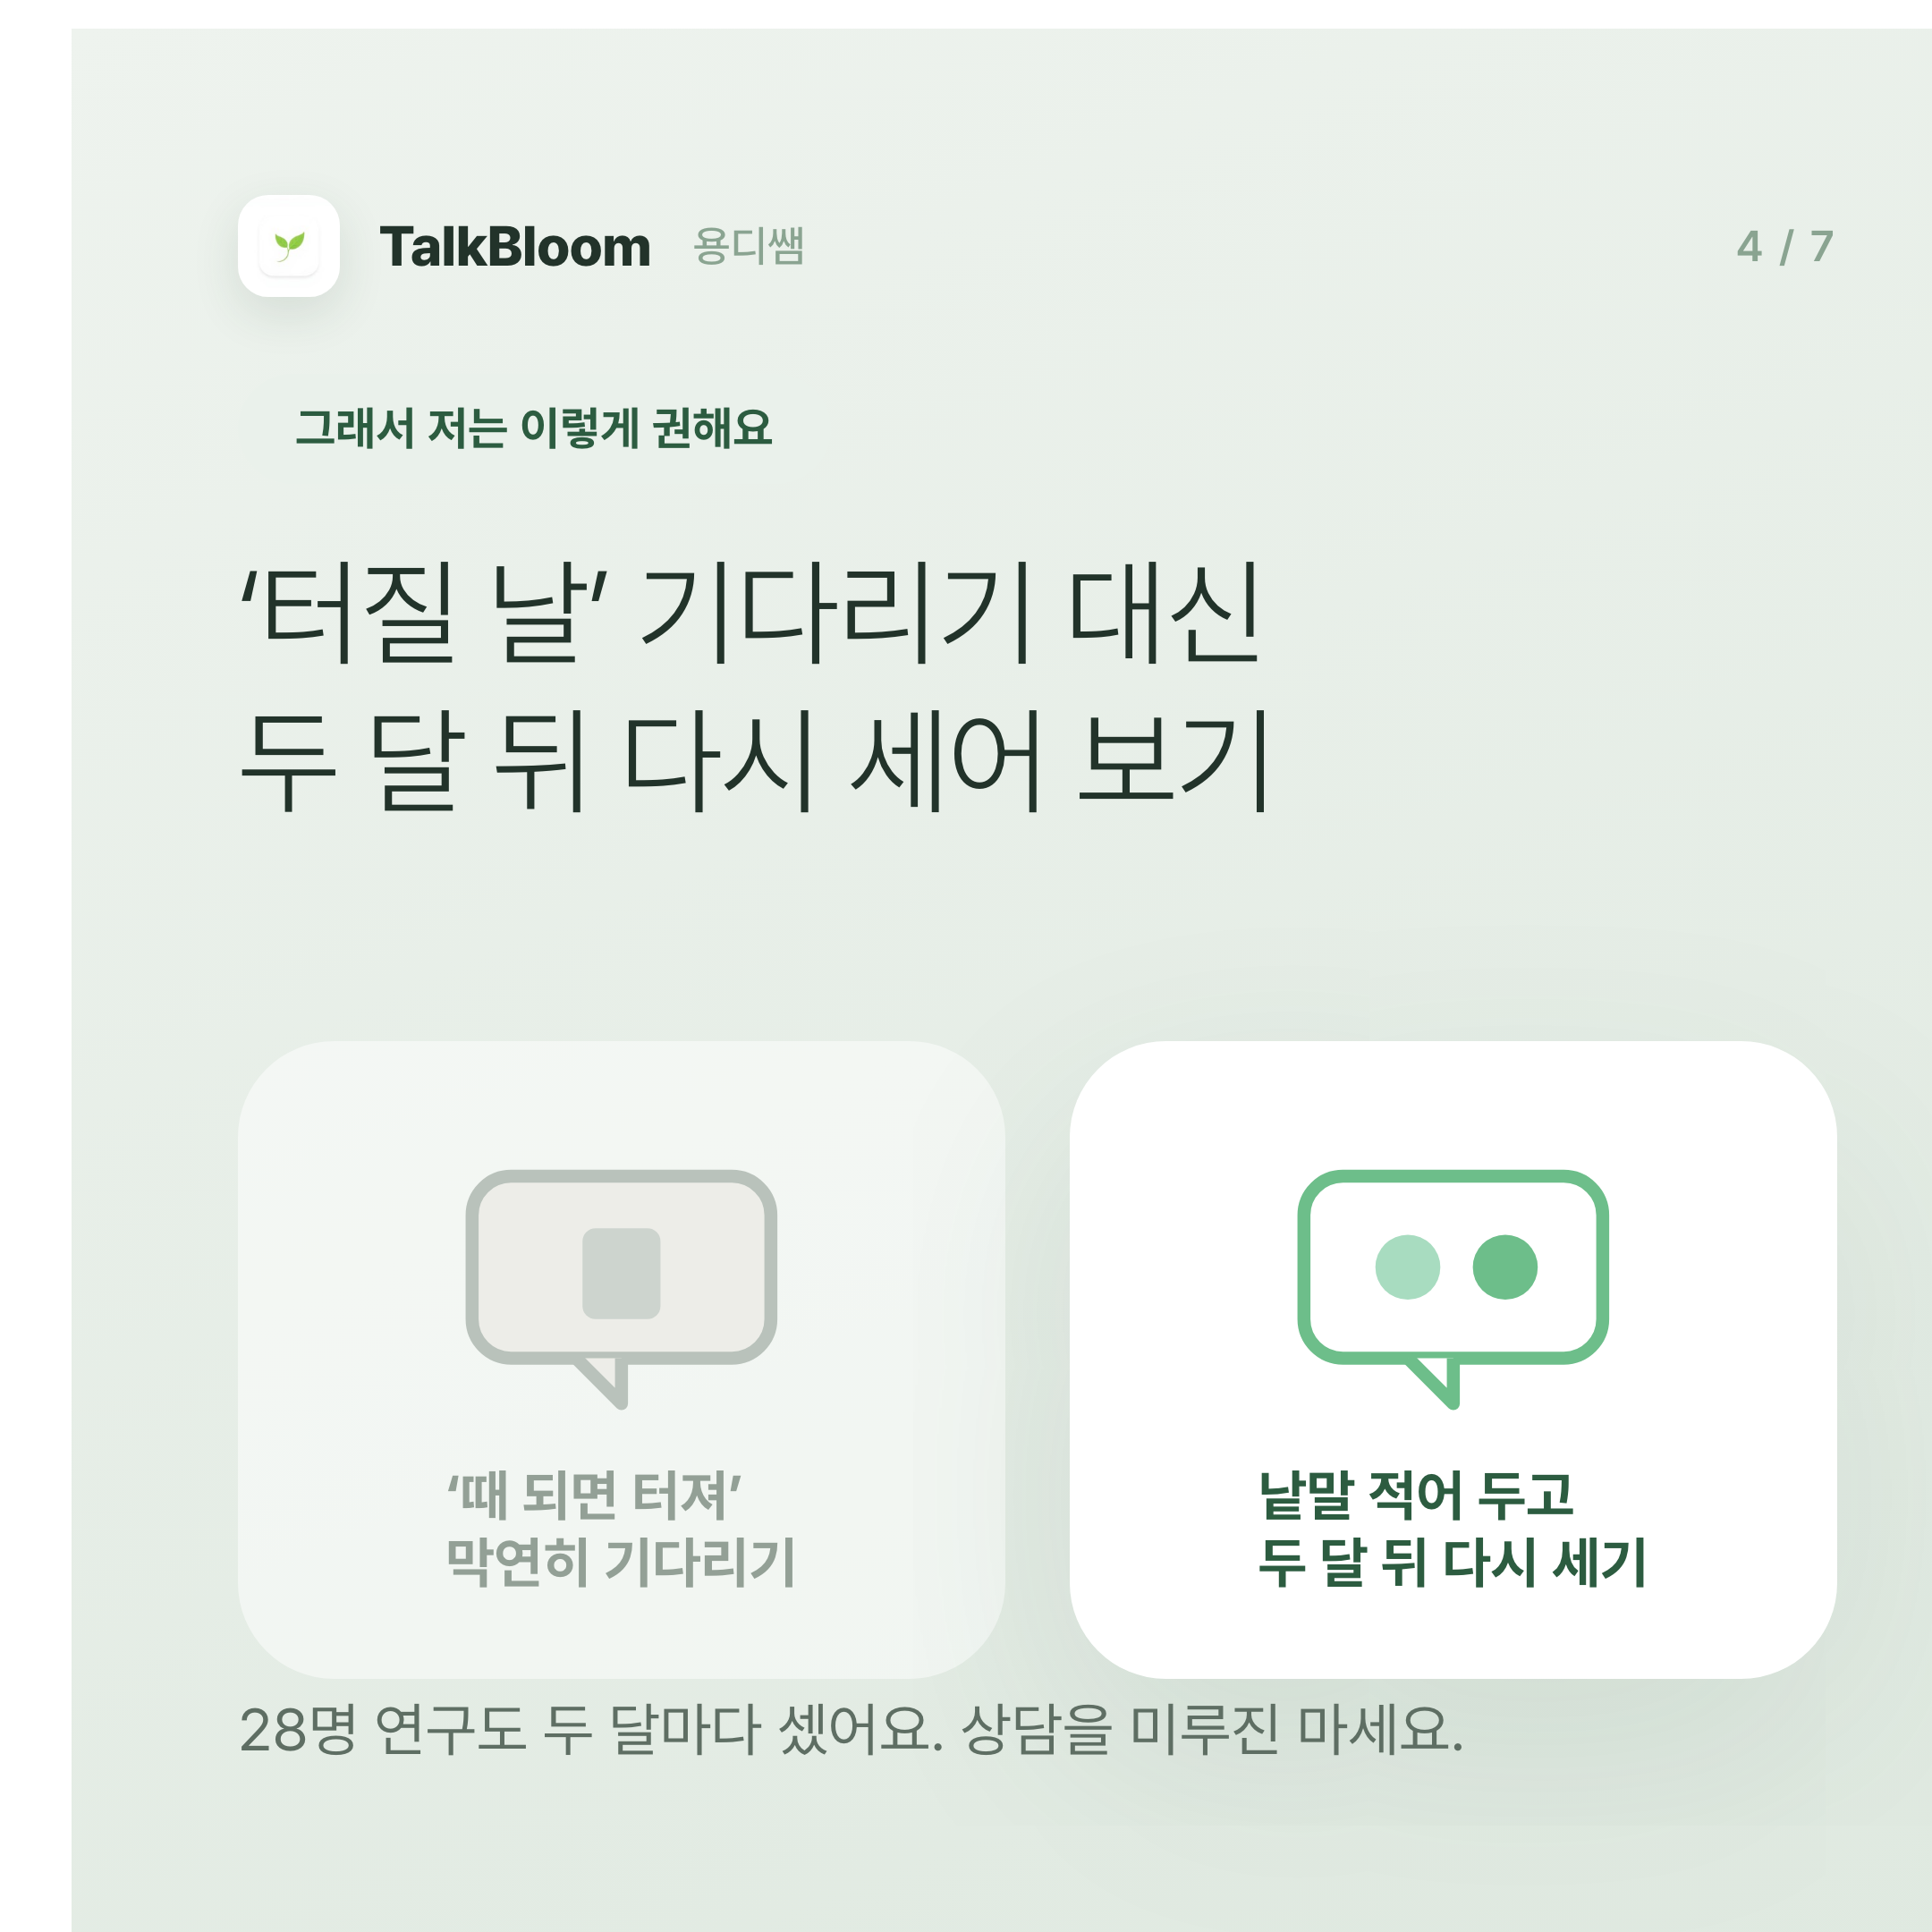 TalkBloom 용디쌤
4 / 7
그래서 저는 이렇게 권해요
‘터질 날’ 기다리기 대신
두 달 뒤 다시 세어 보기
‘때 되면 터져’
막연히 기다리기
낱말 적어 두고
두 달 뒤 다시 세기
28명 연구도 두 달마다 셌어요. 상담을 미루진 마세요.